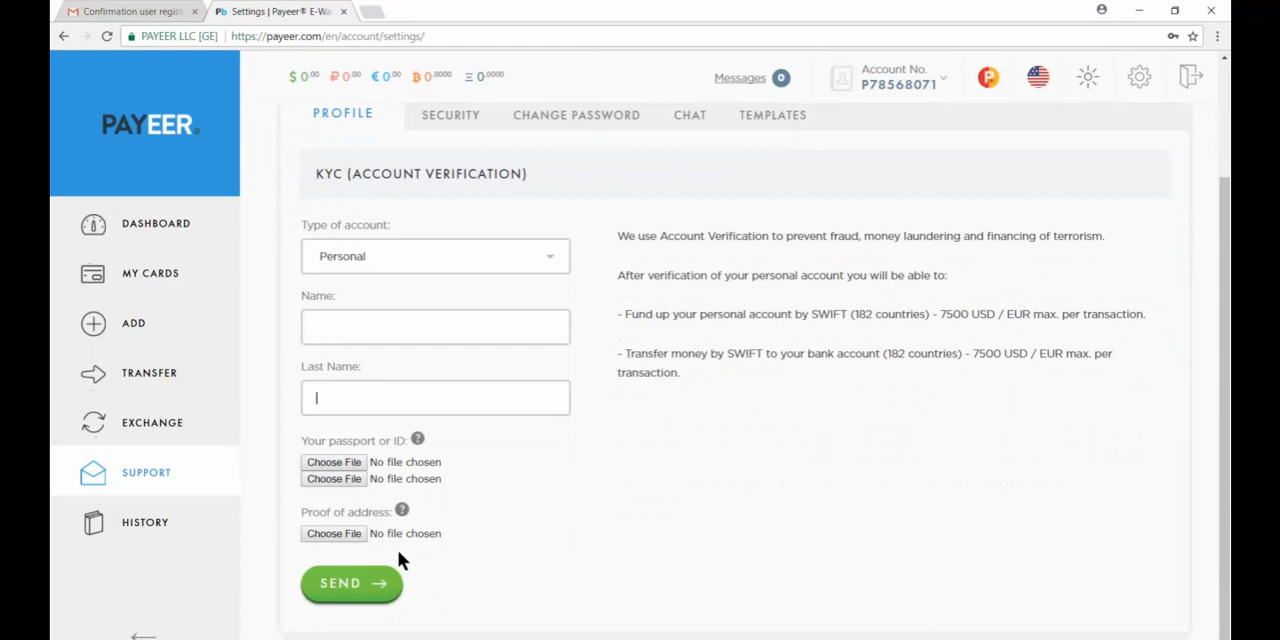 Confirmation user regist
Settings | Payeer® E-Wa
PAYEER LLC [GE]
https://payeer.com/en/account/settings/
PAYEER®
$ 0.00 ₽ 0.00 € 0.00 ₿ 0.0000 Ξ 0.0000
Messages 0
Account No.
P78568071
PROFILE
SECURITY
CHANGE PASSWORD
CHAT
TEMPLATES
DASHBOARD
MY CARDS
ADD
TRANSFER
EXCHANGE
SUPPORT
HISTORY
KYC (ACCOUNT VERIFICATION)
Type of account:
Personal
Name:
Last Name:
Your passport or ID: ?
Choose File No file chosen
Choose File No file chosen
Proof of address: ?
Choose File No file chosen
SEND →
We use Account Verification to prevent fraud, money laundering and financing of terrorism.
After verification of your personal account you will be able to:
- Fund up your personal account by SWIFT (182 countries) - 7500 USD / EUR max. per transaction.
- Transfer money by SWIFT to your bank account (182 countries) - 7500 USD / EUR max. per
transaction.